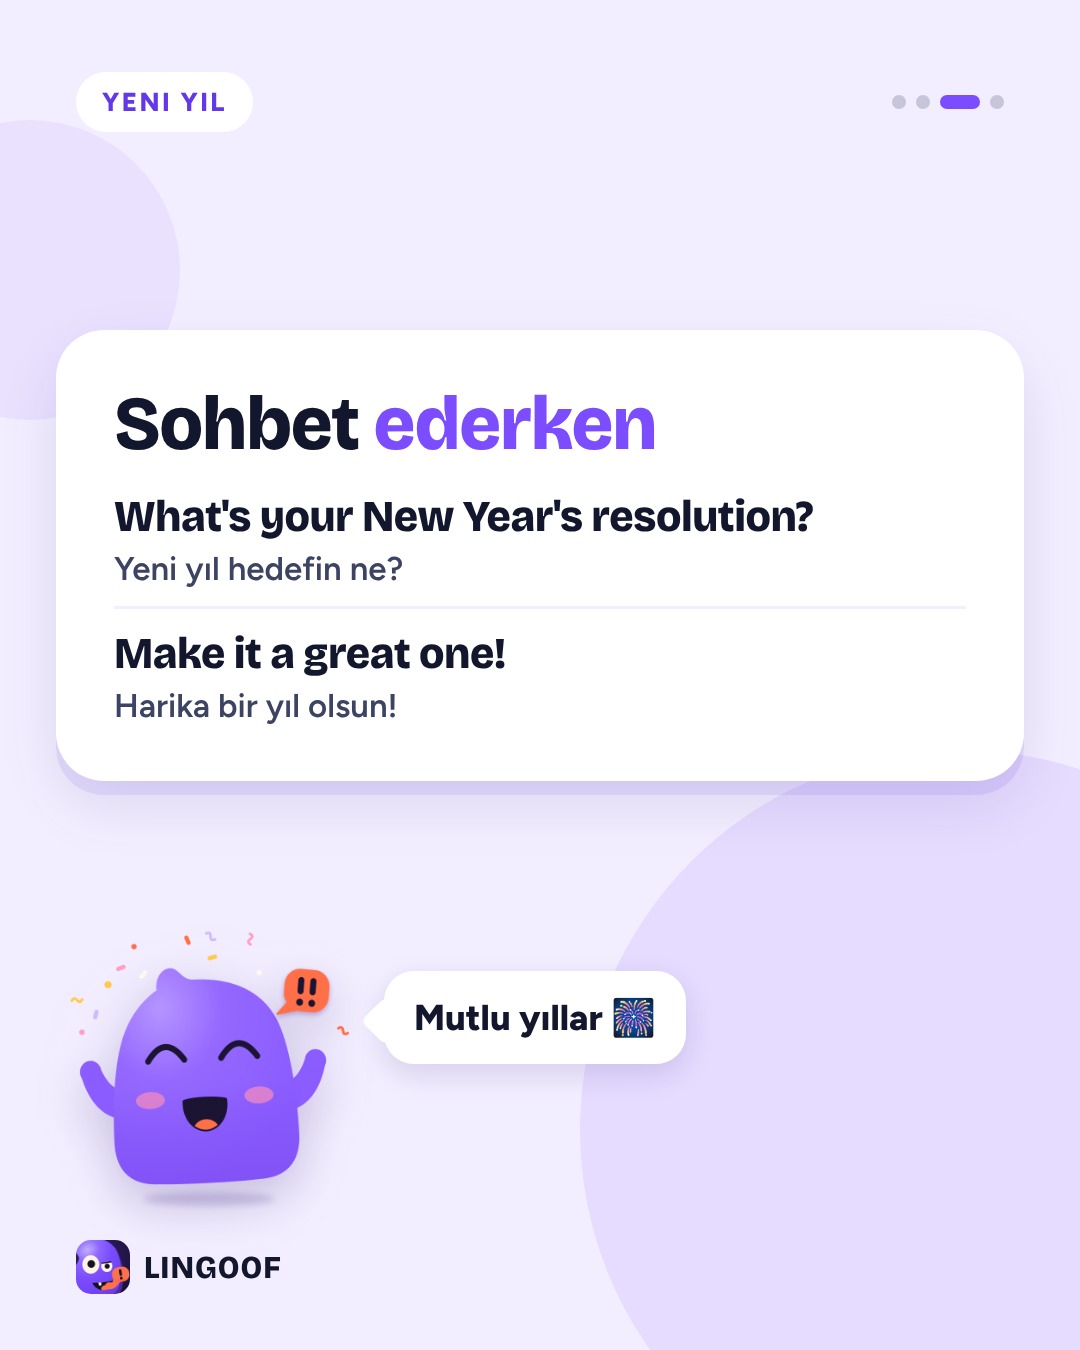 YENI YIL
Sohbet ederken
What's your New Year's resolution?
Yeni yıl hedefin ne?
Make it a great one!
Harika bir yıl olsun!
!!
Mutlu yıllar 🎆
LINGOOF